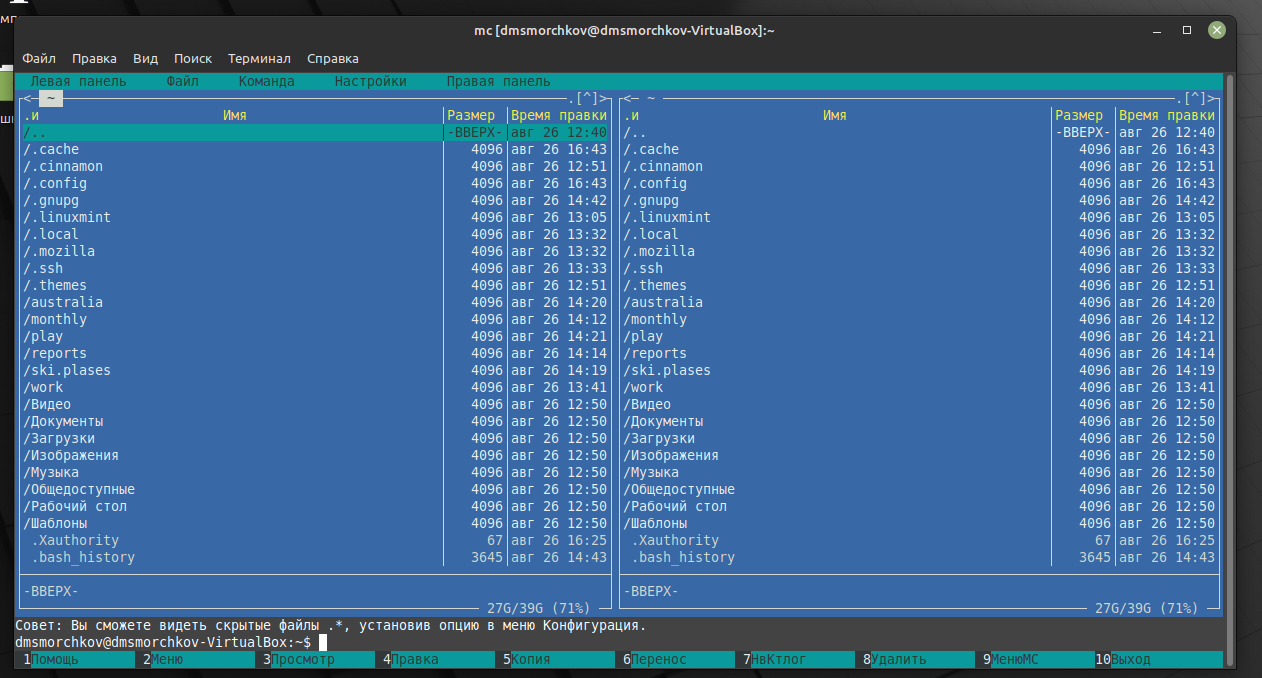 мп
ши
mc [dmsmorchkov@dmsmorchkov-VirtualBox]:~
Файл Правка Вид Поиск Терминал Справка
Левая панель Файл Команда Настройки Правая панель
<- ~ .[^]> <- ~ .[^]>
.и Имя Размер Время правки .и Имя Размер Время правки
/.. -ВВЕРХ- авг 26 12:40 /.. -ВВЕРХ- авг 26 12:40
/.cache 4096 авг 26 16:43 /.cache 4096 авг 26 16:43
/.cinnamon 4096 авг 26 12:51 /.cinnamon 4096 авг 26 12:51
/.config 4096 авг 26 16:43 /.config 4096 авг 26 16:43
/.gnupg 4096 авг 26 14:42 /.gnupg 4096 авг 26 14:42
/.linuxmint 4096 авг 26 13:05 /.linuxmint 4096 авг 26 13:05
/.local 4096 авг 26 13:32 /.local 4096 авг 26 13:32
/.mozilla 4096 авг 26 13:32 /.mozilla 4096 авг 26 13:32
/.ssh 4096 авг 26 13:33 /.ssh 4096 авг 26 13:33
/.themes 4096 авг 26 12:51 /.themes 4096 авг 26 12:51
/australia 4096 авг 26 14:20 /australia 4096 авг 26 14:20
/monthly 4096 авг 26 14:12 /monthly 4096 авг 26 14:12
/play 4096 авг 26 14:21 /play 4096 авг 26 14:21
/reports 4096 авг 26 14:14 /reports 4096 авг 26 14:14
/ski.plases 4096 авг 26 14:19 /ski.plases 4096 авг 26 14:19
/work 4096 авг 26 13:41 /work 4096 авг 26 13:41
/Видео 4096 авг 26 12:50 /Видео 4096 авг 26 12:50
/Документы 4096 авг 26 12:50 /Документы 4096 авг 26 12:50
/Загрузки 4096 авг 26 12:50 /Загрузки 4096 авг 26 12:50
/Изображения 4096 авг 26 12:50 /Изображения 4096 авг 26 12:50
/Музыка 4096 авг 26 12:50 /Музыка 4096 авг 26 12:50
/Общедоступные 4096 авг 26 12:50 /Общедоступные 4096 авг 26 12:50
/Рабочий стол 4096 авг 26 12:50 /Рабочий стол 4096 авг 26 12:50
/Шаблоны 4096 авг 26 12:50 /Шаблоны 4096 авг 26 12:50
.Xauthority 67 авг 26 16:25 .Xauthority 67 авг 26 16:25
.bash_history 3645 авг 26 14:43 .bash_history 3645 авг 26 14:43
-ВВЕРХ- -ВВЕРХ-
27G/39G (71%) 27G/39G (71%)
Совет: Вы сможете видеть скрытые файлы .*, установив опцию в меню Конфигурация.
dmsmorchkov@dmsmorchkov-VirtualBox:~$
1Помощь 2Меню 3Просмотр 4Правка 5Копия 6Перенос 7НвКтлог 8Удалить 9МенюМС 10Выход